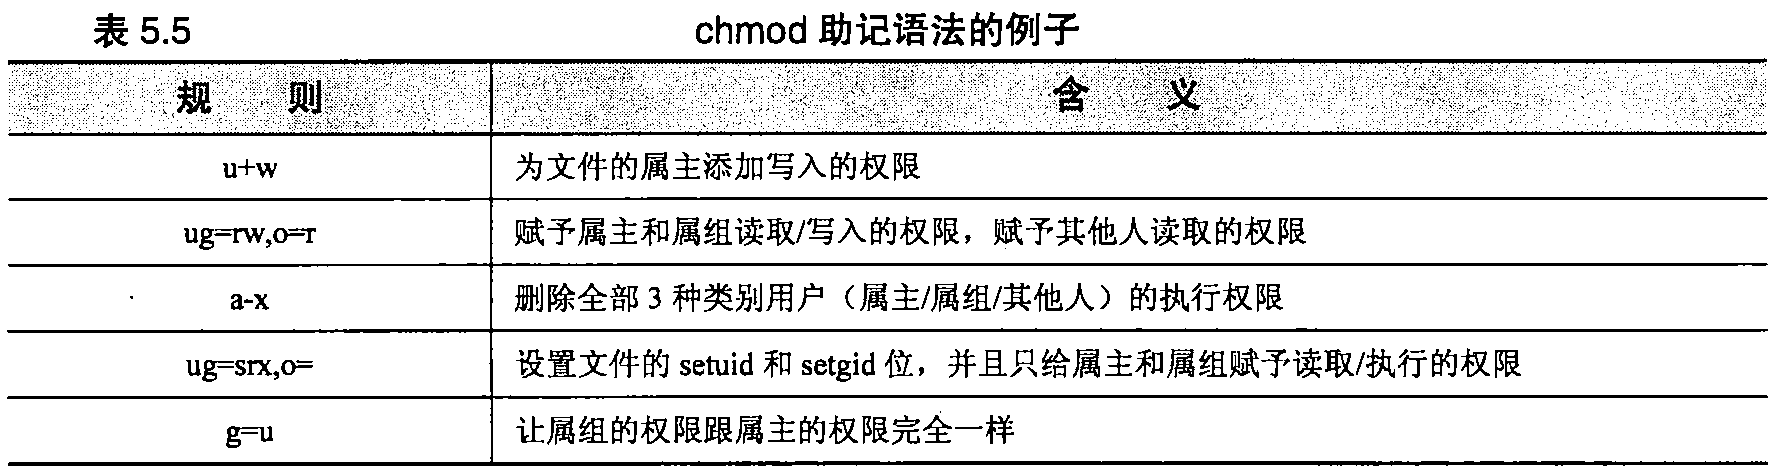 表 5.5 chmod 助记语法的例子
规 则 含 义
u+w 为文件的属主添加写入的权限
ug=rw,o=r 赋予属主和属组读取/写入的权限，赋予其他人读取的权限
a-x 删除全部 3 种类别用户（属主/属组/其他人）的执行权限
ug=srx,o= 设置文件的 setuid 和 setgid 位，并且只给属主和属组赋予读取/执行的权限
g=u 让属组的权限跟属主的权限完全一样